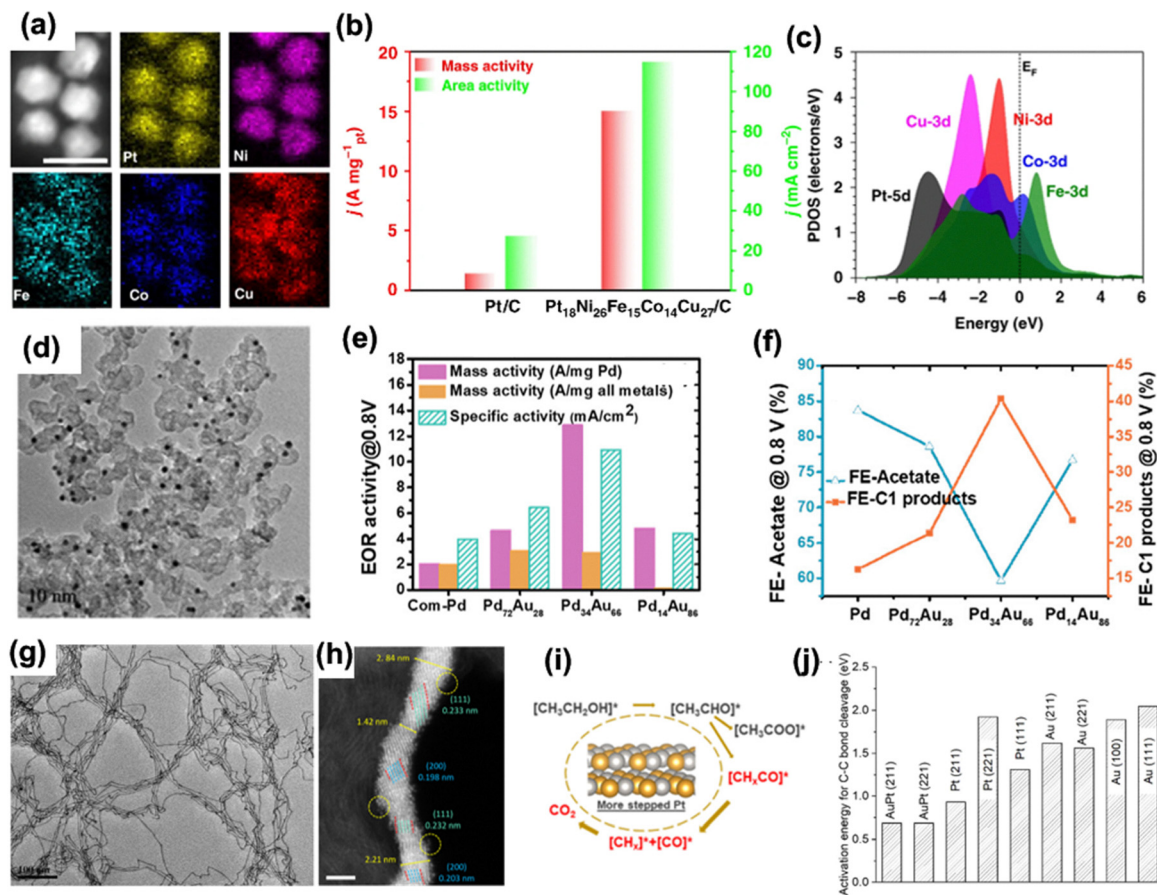 (a)
Pt
Ni
Fe
Co
Cu
(b)
20
15
10
5
0
j (A mg⁻¹pt)
Mass activity
Area activity
120
100
80
60
40
20
0
j (mA cm⁻²)
Pt/C
Pt₁₈Ni₂₆Fe₁₅Co₁₄Cu₂₇/C
(c)
5
4
3
2
1
0
PDOS (electrons/eV)
E_F
Cu-3d
Ni-3d
Co-3d
Pt-5d
Fe-3d
−8
−6
−4
−2
0
2
4
6
Energy (eV)
(d)
10 nm
(e)
18
16
14
12
10
8
6
4
2
0
EOR activity@0.8V
Mass activity (A/mg Pd)
Mass activity (A/mg all metals)
Specific activity (mA/cm²)
Com-Pd
Pd₇₂Au₂₈
Pd₃₄Au₆₆
Pd₁₄Au₈₆
(f)
90
85
80
75
70
65
60
FE- Acetate @ 0.8 V (%)
FE-Acetate
FE-C1 products
45
40
35
30
25
20
15
FE- C1 products @ 0.8 V (%)
Pd
Pd₇₂Au₂₈
Pd₃₄Au₆₆
Pd₁₄Au₈₆
(g)
100 nm
(h)
2. 84 nm
(111)
0.233 nm
1.42 nm
(200)
0.198 nm
(111)
0.232 nm
2.21 nm
(200)
0.203 nm
(i)
[CH₃CH₂OH]*
[CH₃CHO]*
[CH₃COO]*
[CHₓCO]*
More stepped Pt
CO₂
[CHₓ]*+[CO]*
(j)
Activation energy for C-C bond cleavage (eV)
2.5
2.0
1.5
1.0
0.5
0.0
AuPt (211)
AuPt (221)
Pt (211)
Pt (221)
Pt (111)
Au (211)
Au (221)
Au (100)
Au (111)